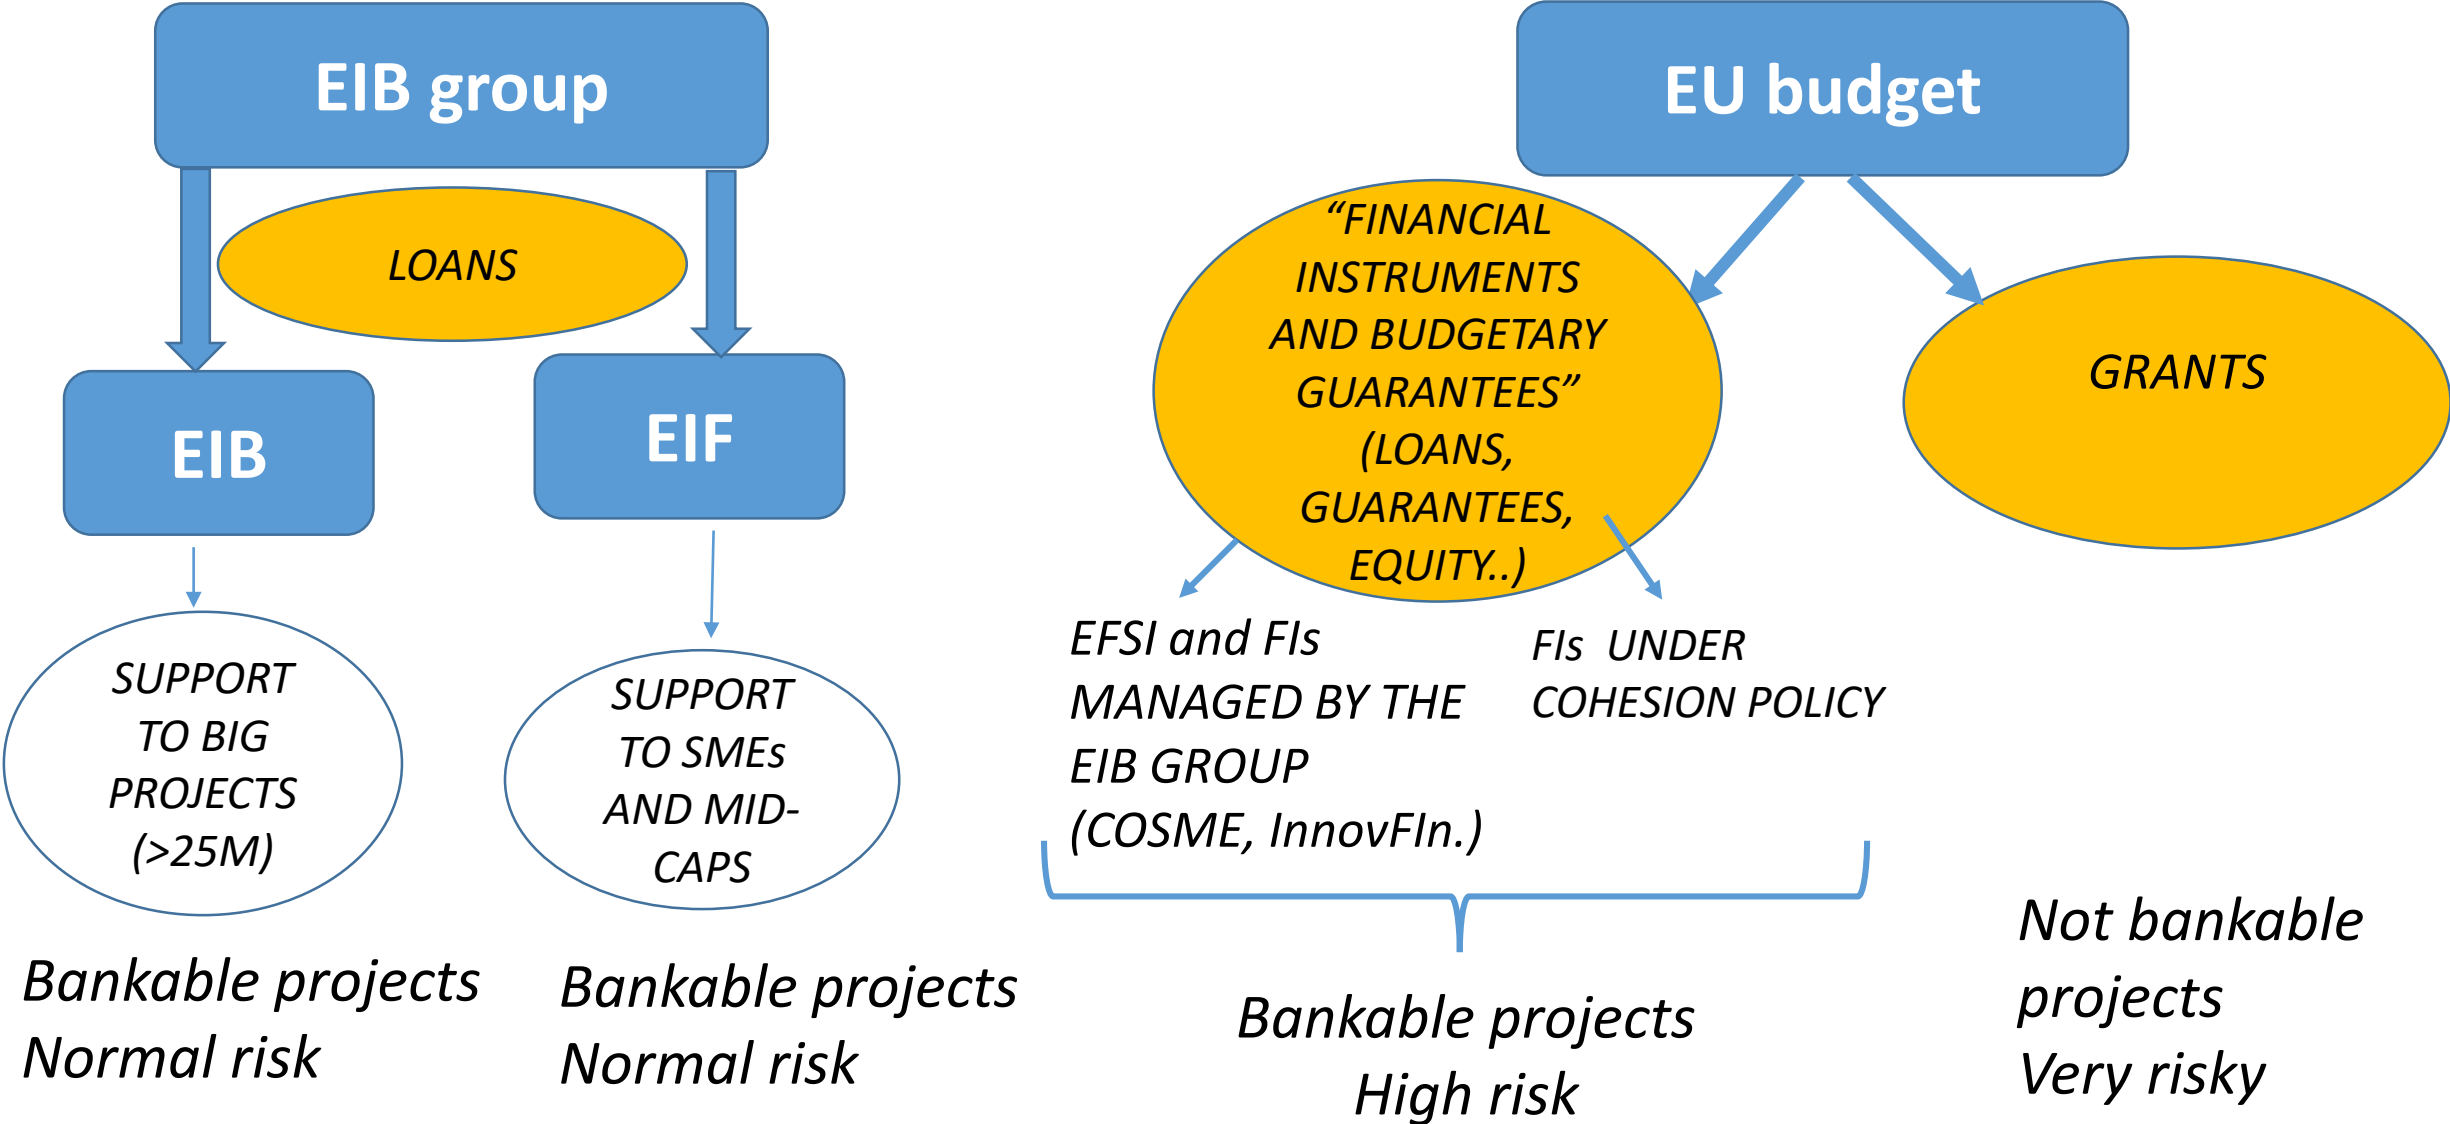 EIB group
EU budget
LOANS
“FINANCIAL
INSTRUMENTS
AND BUDGETARY
GUARANTEES”
(LOANS,
GUARANTEES,
EQUITY..)
GRANTS
EIB
EIF
SUPPORT
TO BIG
PROJECTS
(>25M)
SUPPORT
TO SMEs
AND MID-
CAPS
EFSI and FIs
MANAGED BY THE
EIB GROUP
(COSME, InnovFIn.)
FIs  UNDER
COHESION POLICY
Bankable projects
Normal risk
Bankable projects
Normal risk
Bankable projects
High risk
Not bankable
projects
Very risky